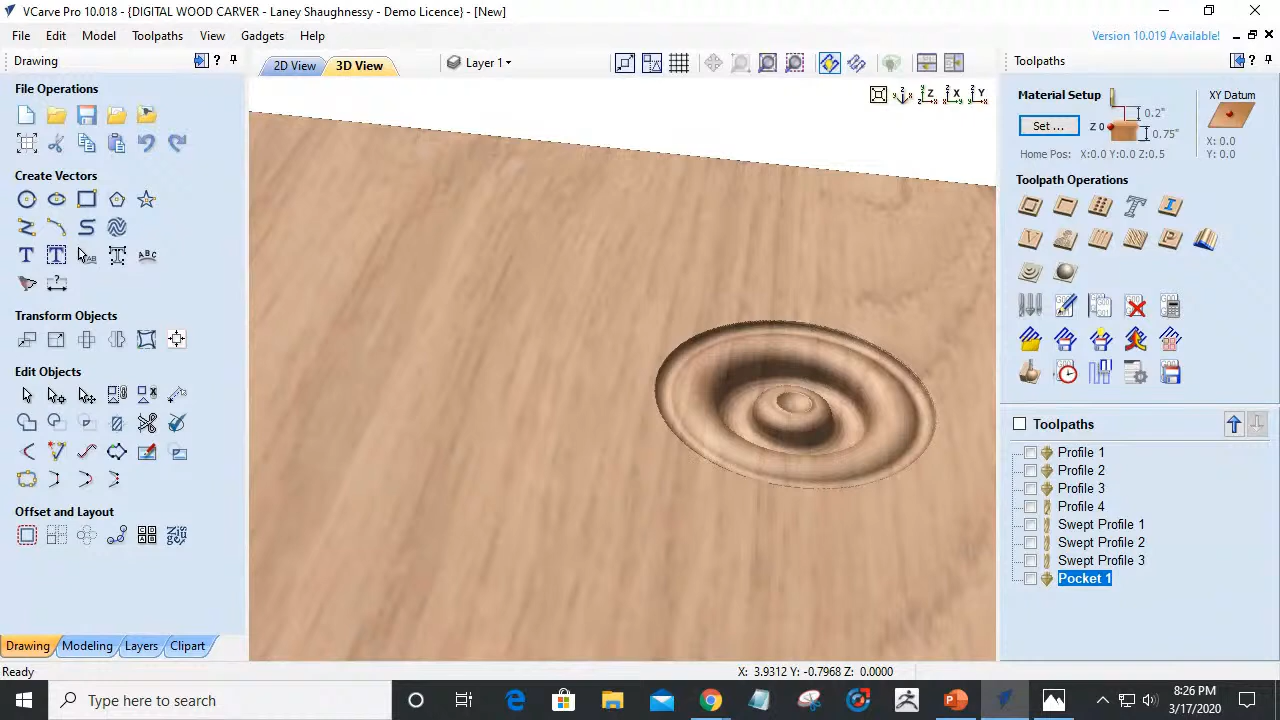 VCarve Pro 10.018 - {DIGITAL WOOD CARVER - Laney Shaughnessy - Demo Licence} - [New]
File Edit Model Toolpaths View Gadgets Help
Version 10.019 Available!
Drawing
File Operations
Create Vectors
Transform Objects
Edit Objects
Offset and Layout
Drawing Modeling Layers Clipart
2D View 3D View
Layer 1
Toolpaths
Material Setup
Set ...
Z 0
0.2"
0.75"
XY Datum
X: 0.0
Y: 0.0
Home Pos: X:0.0 Y:0.0 Z:0.5
Toolpath Operations
Toolpaths
Profile 1
Profile 2
Profile 3
Profile 4
Swept Profile 1
Swept Profile 2
Swept Profile 3
Pocket 1
Ready
X: 3.9312 Y: -0.7968 Z: 0.0000
Type here to search
8:26 PM
3/17/2020